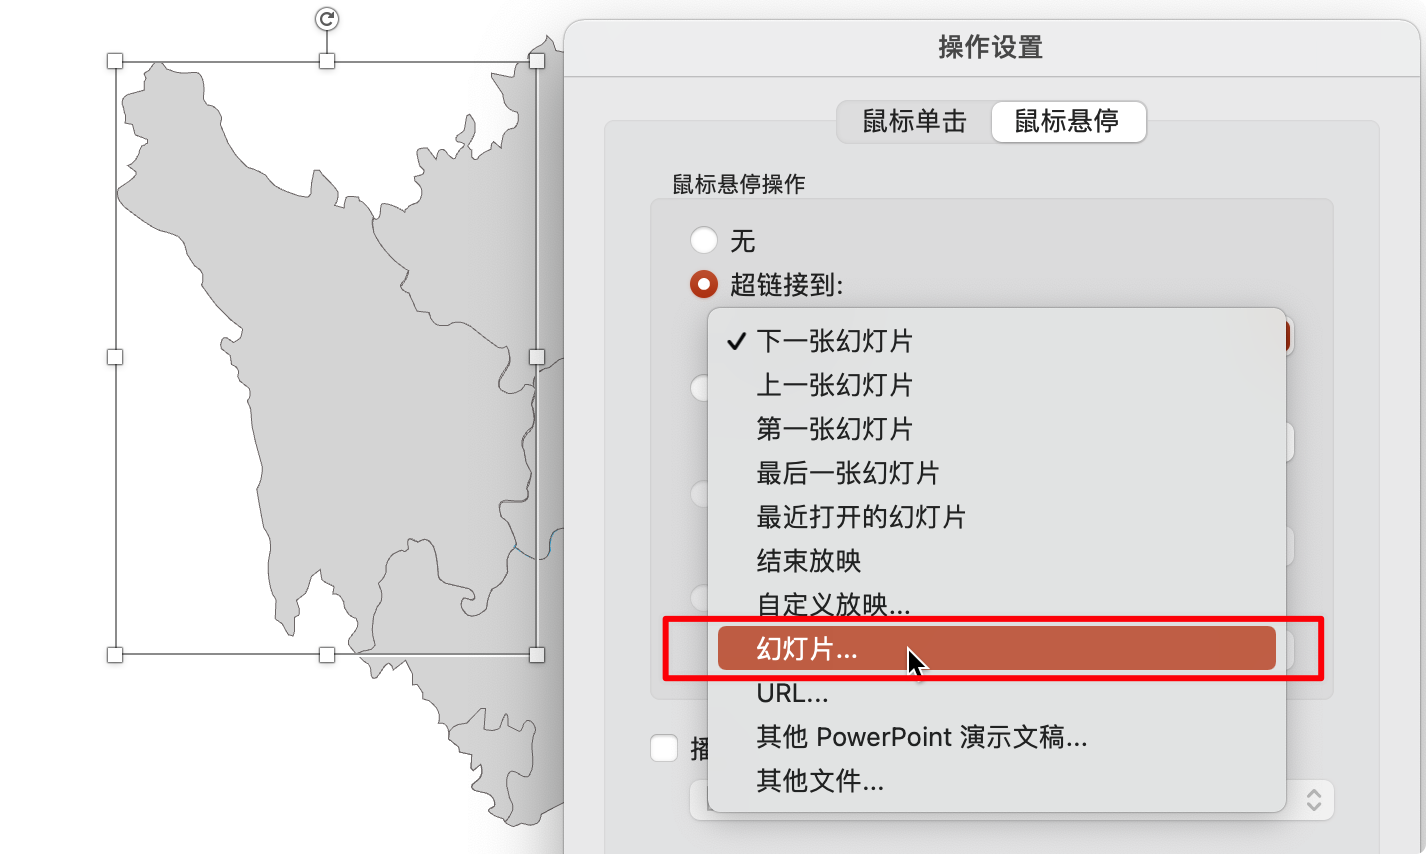 操作设置
鼠标单击
鼠标悬停
鼠标悬停操作
无
超链接到:
下一张幻灯片
上一张幻灯片
第一张幻灯片
最后一张幻灯片
最近打开的幻灯片
结束放映
自定义放映...
幻灯片...
URL...
其他 PowerPoint 演示文稿...
其他文件...
播